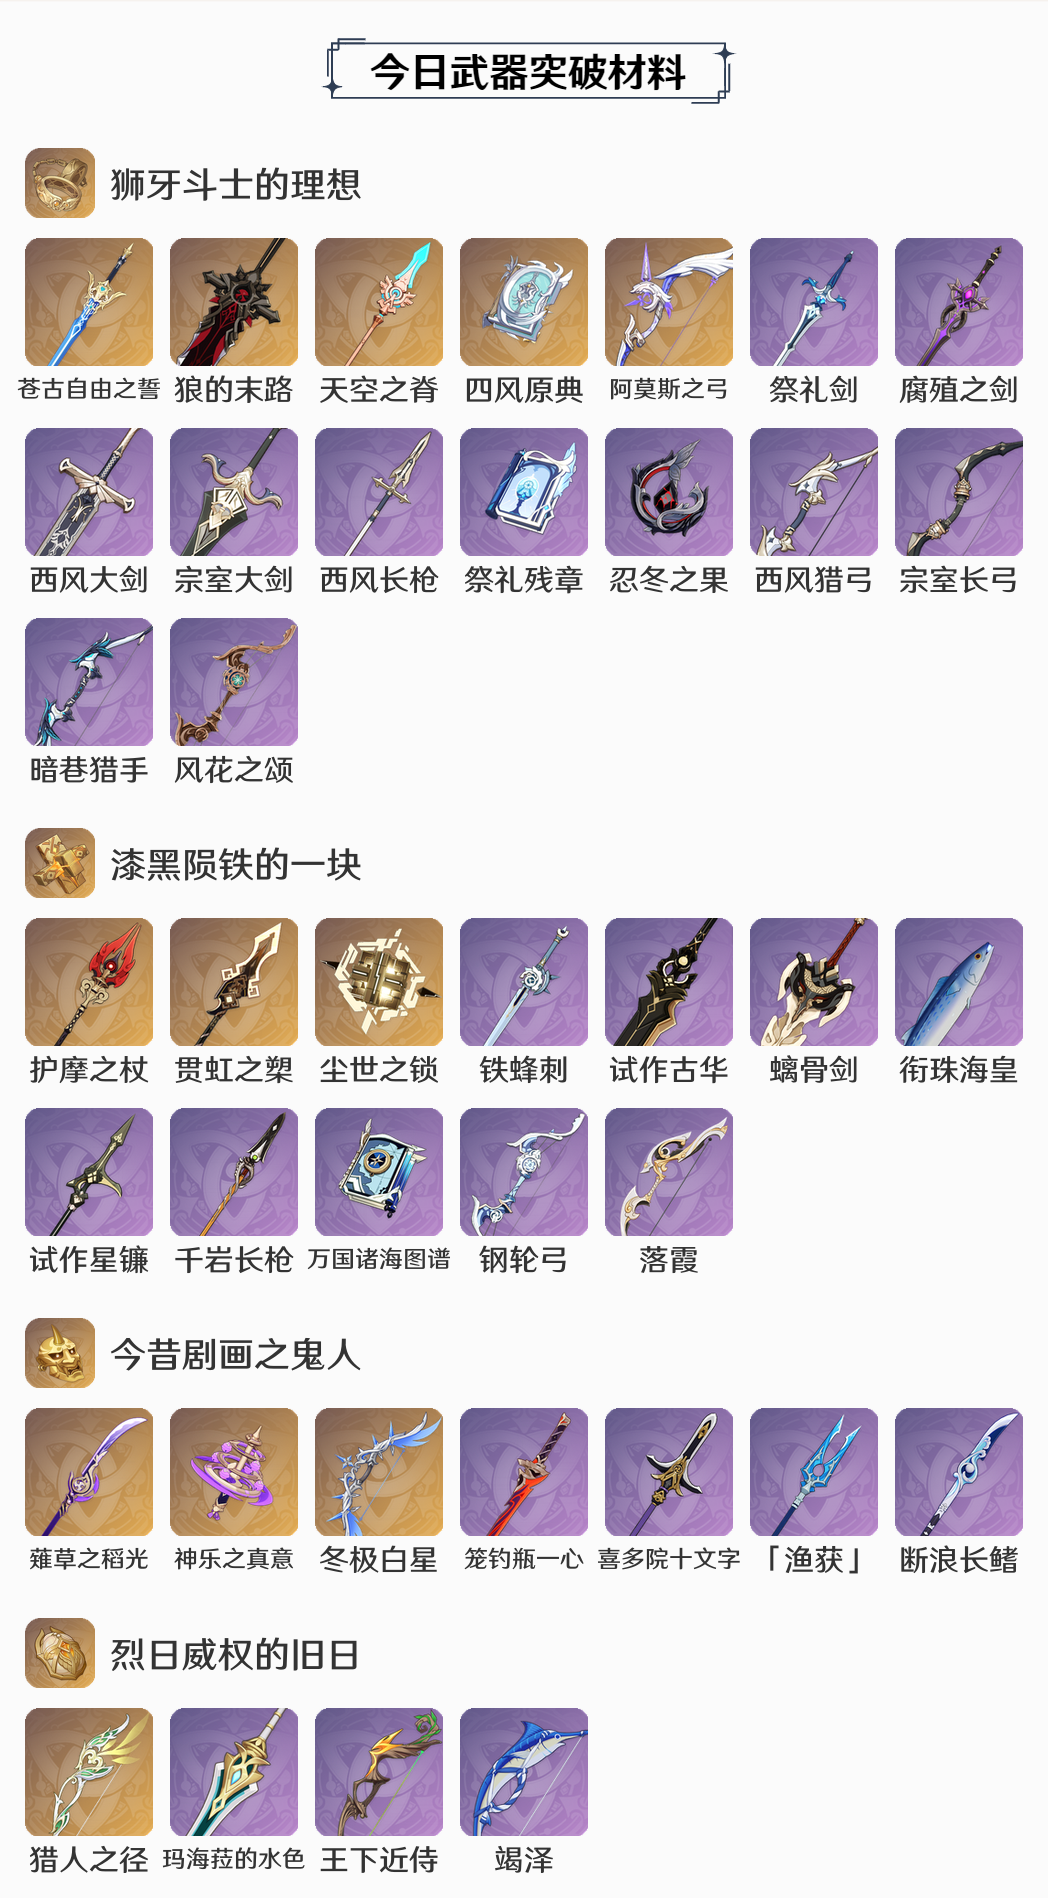 今日武器突破材料
狮牙斗士的理想
苍古自由之誓 狼的末路 天空之脊 四风原典 阿莫斯之弓 祭礼剑 腐殖之剑
西风大剑 宗室大剑 西风长枪 祭礼残章 忍冬之果 西风猎弓 宗室长弓
暗巷猎手 风花之颂
漆黑陨铁的一块
护摩之杖 贯虹之槊 尘世之锁 铁蜂刺 试作古华 螭骨剑 衔珠海皇
试作星镰 千岩长枪 万国诸海图谱 钢轮弓 落霞
今昔剧画之鬼人
薙草之稻光 神乐之真意 冬极白星 笼钓瓶一心 喜多院十文字 「渔获」 断浪长鳍
烈日威权的旧日
猎人之径 玛海菈的水色 王下近侍 竭泽